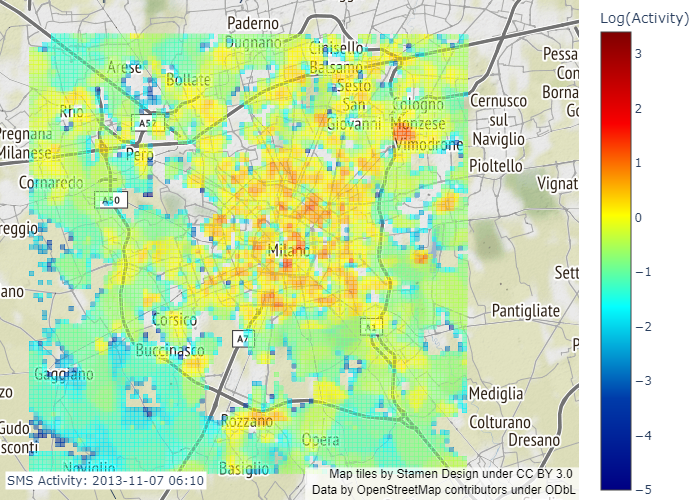 Log(Activity)
Paderno
Dugnano
Cinisello
Balsamo
Arese
Bollate
Sesto
San
Giovanni
Cologno
Monzese
Vimodrone
Cernusco
sul
Naviglio
Pioltello
Pessa
Con
Borna
Go
Rho
A52
Pero
Pregnana
Milanese
Cornaredo
A50
Vignat
reggio
Milano
Sett
ano
Pantigliate
Corsico
A1
A7
Buccinasco
P
Gaggiano
zo
Mediglia
Rozzano
Colturano
Gudo
sconti
Opera
Dresano
Noviglio
Basiglio
SMS Activity: 2013-11-07 06:10
Map tiles by Stamen Design under CC BY 3.0
Data by OpenStreetMap contributors under ODbL
3
2
1
0
−1
−2
−3
−4
−5